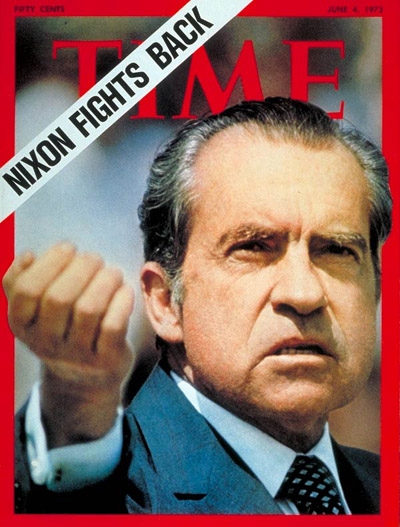 FIFTY CENTS
JUNE 4, 1973
TIME
NIXON FIGHTS BACK